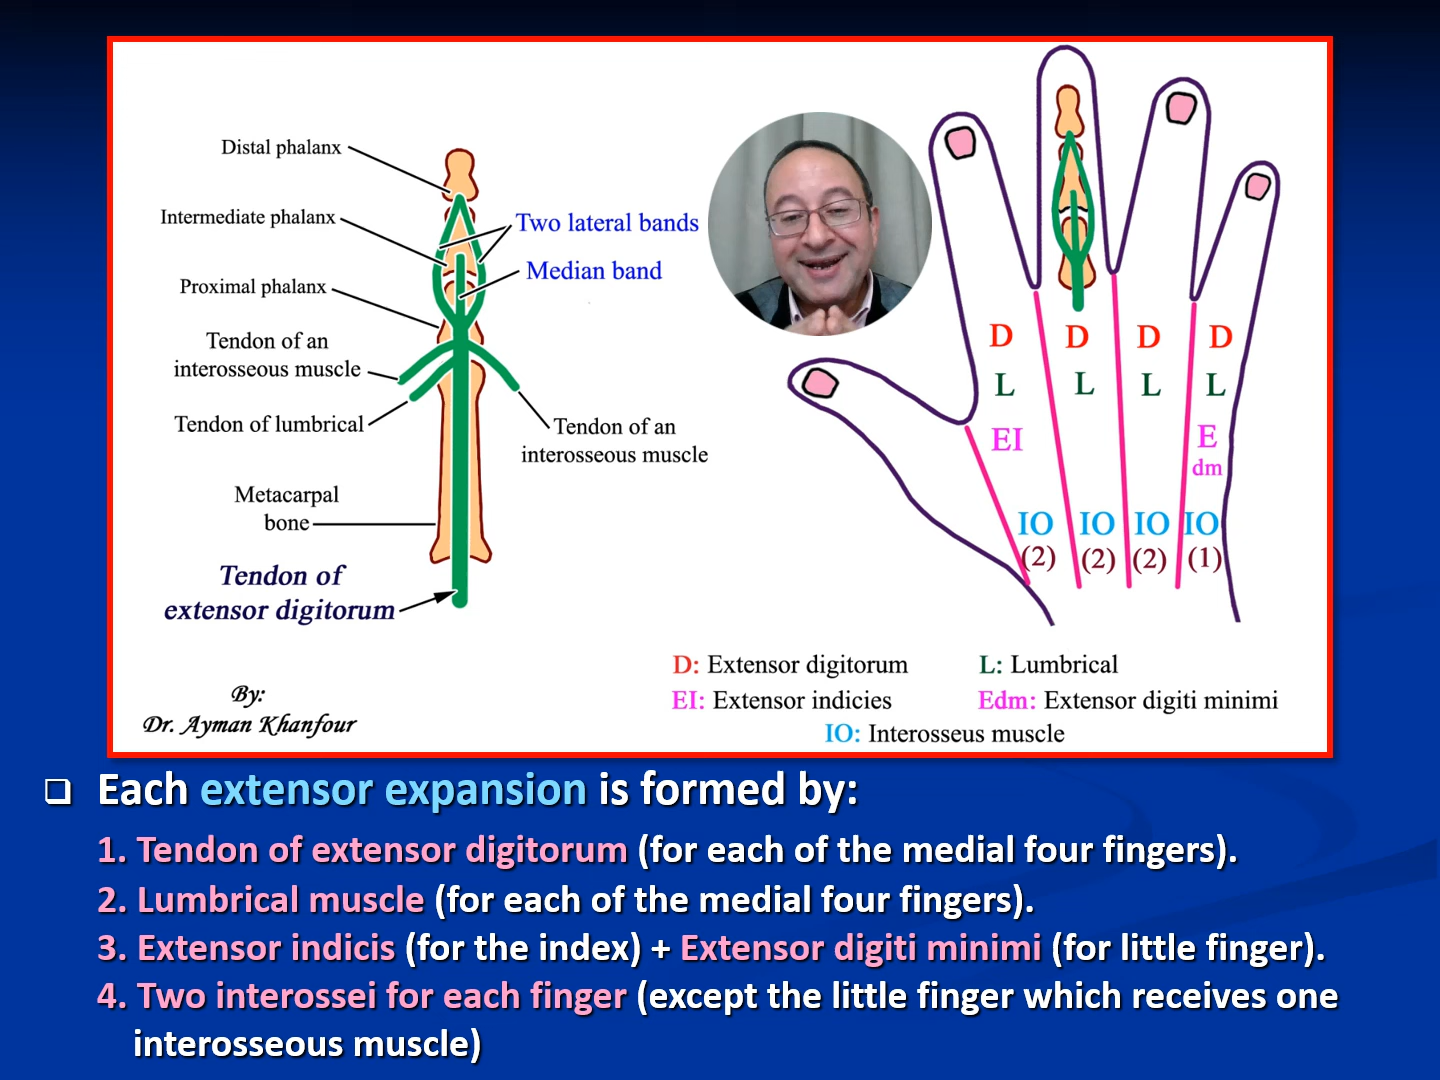 Distal phalanx
Intermediate phalanx
Two lateral bands
Median band
Proximal phalanx
Tendon of an
interosseous muscle
Tendon of lumbrical
Tendon of an
interosseous muscle
Metacarpal
bone
Tendon of
extensor digitorum
By:
Dr. Ayman Khanfour
D D D D
L L L L
EI E
dm
IO IO IO IO
(2) (2) (2) (1)
D: Extensor digitorum L: Lumbrical
EI: Extensor indicies Edm: Extensor digiti minimi
IO: Interosseus muscle
Each extensor expansion is formed by:
1. Tendon of extensor digitorum (for each of the medial four fingers).
2. Lumbrical muscle (for each of the medial four fingers).
3. Extensor indicis (for the index) + Extensor digiti minimi (for little finger).
4. Two interossei for each finger (except the little finger which receives one
interosseous muscle)